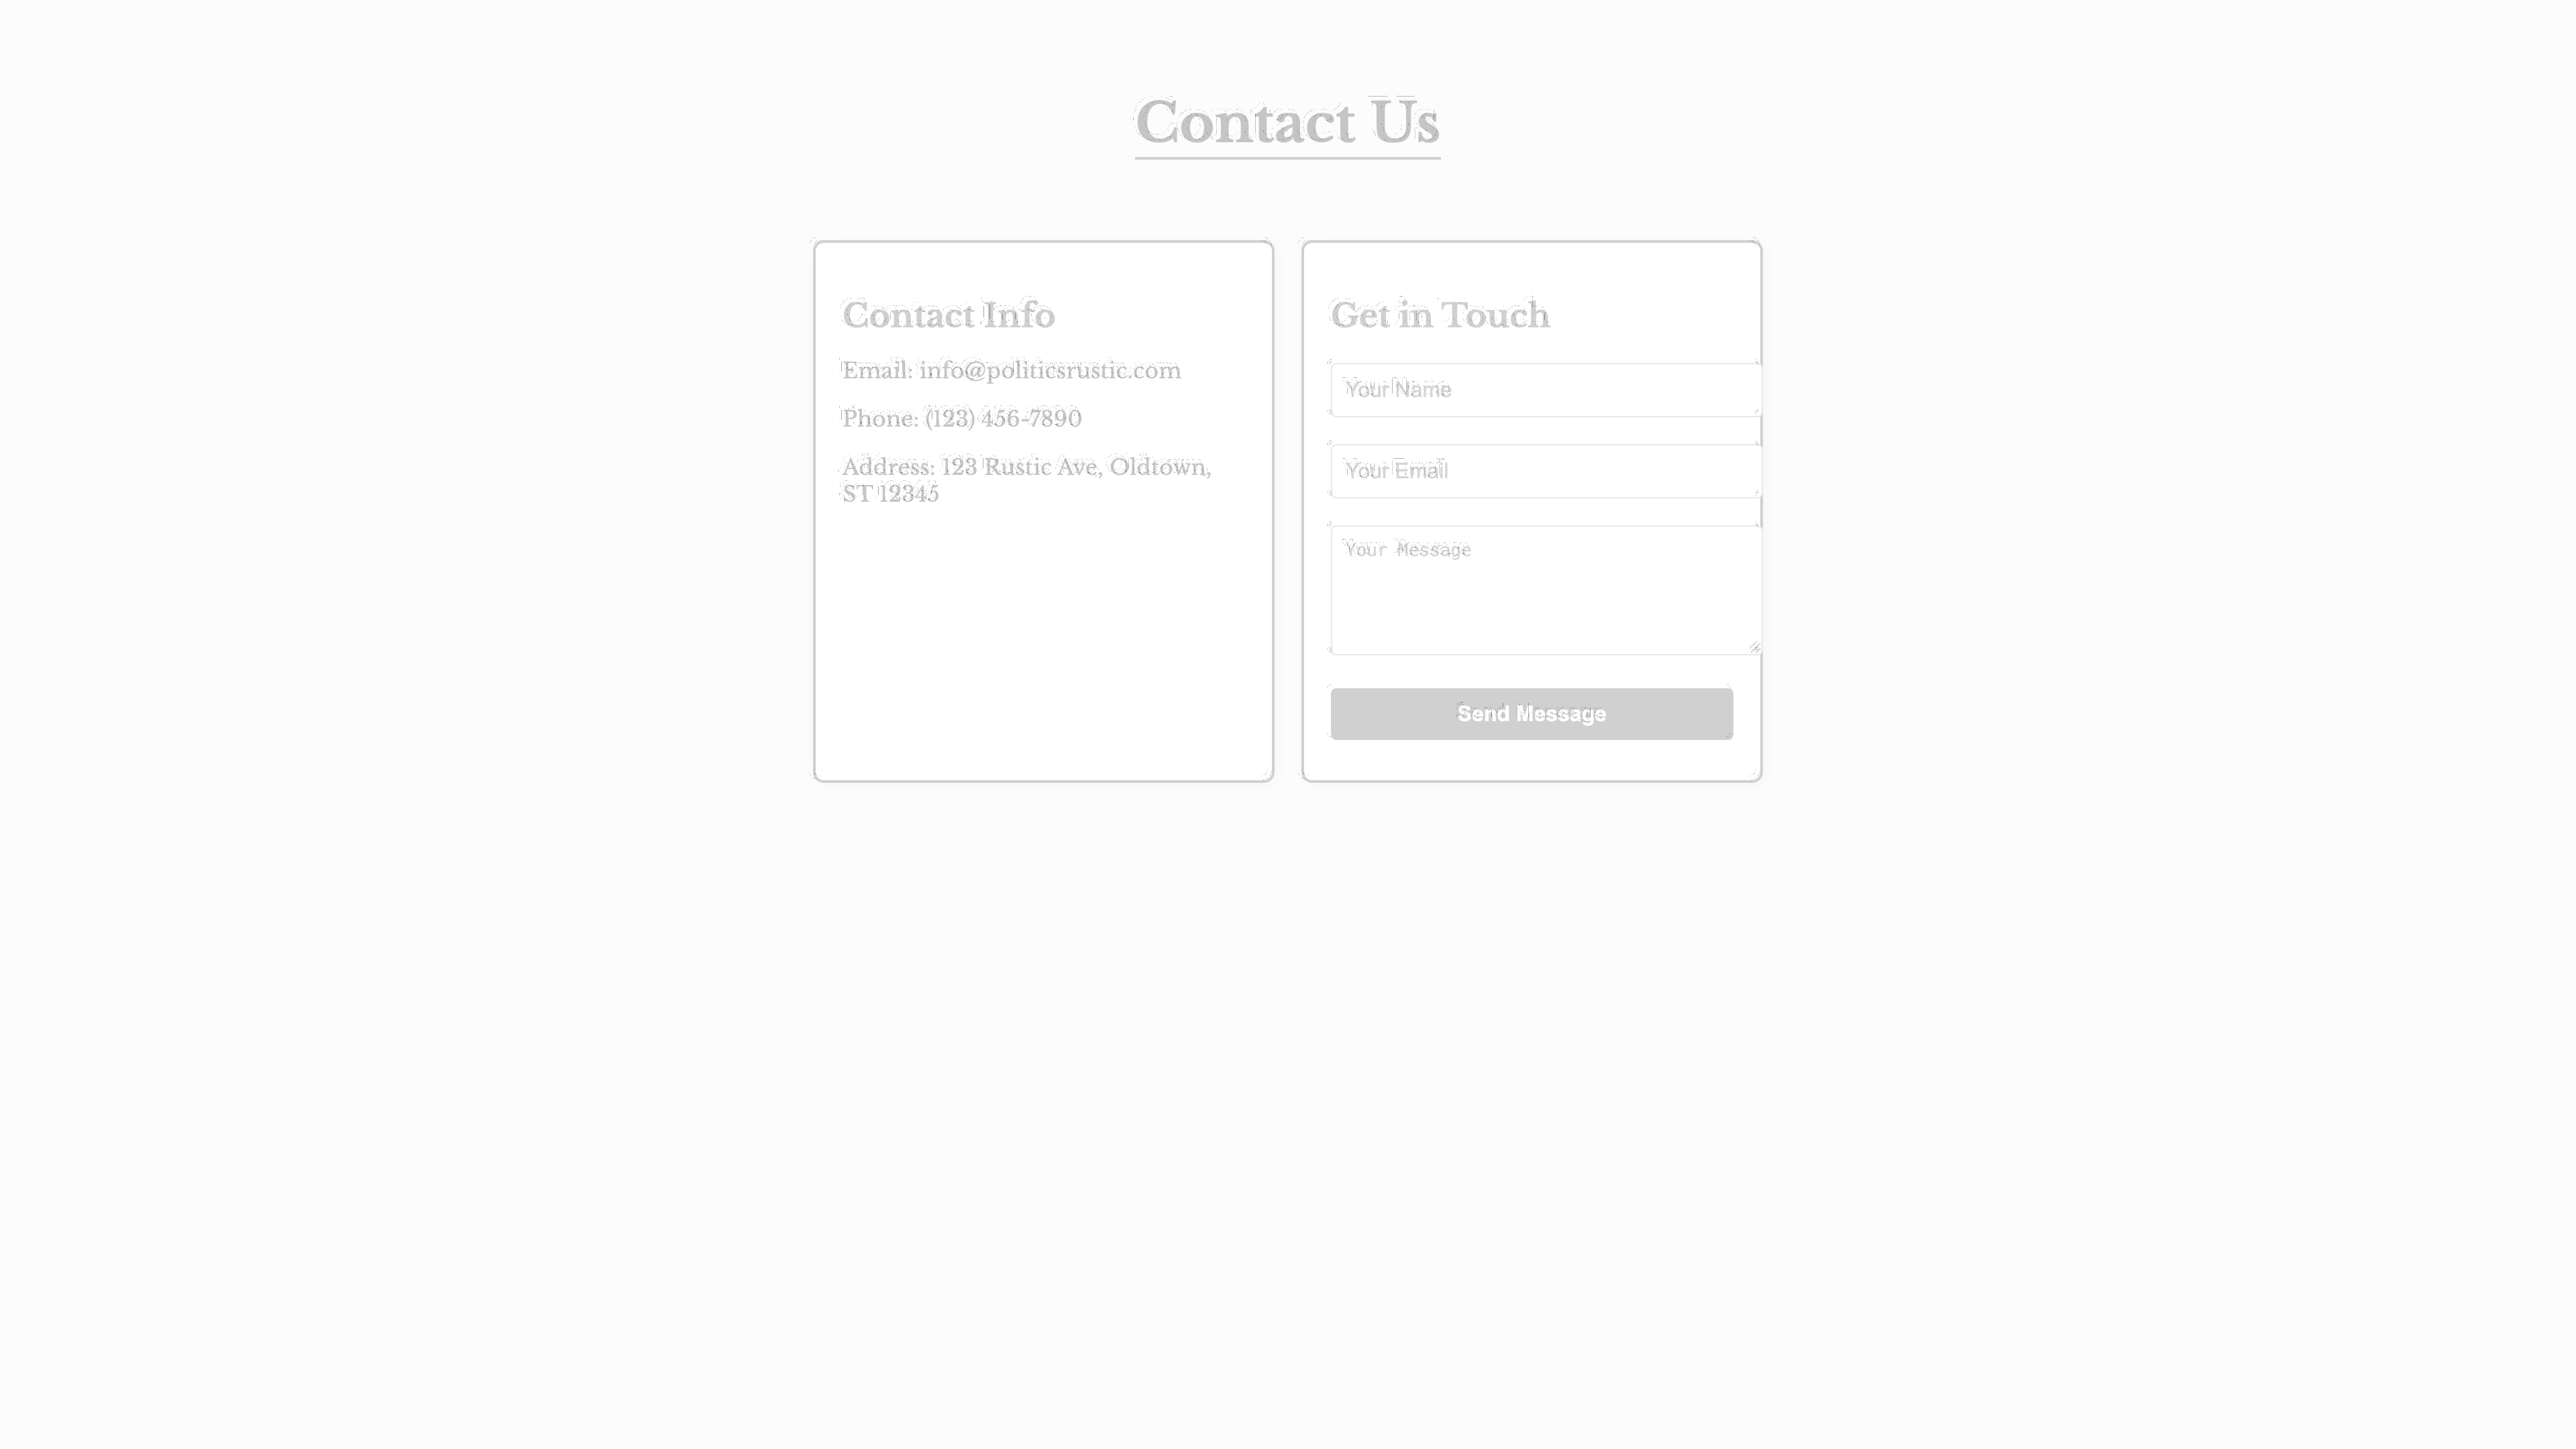 Contact Us
Contact Info
Email: info@politicsrustic.com
Phone: (123) 456-7890
Address: 123 Rustic Ave, Oldtown,
ST 12345
Get in Touch
Your Name
Your Email
Your Message
Send Message